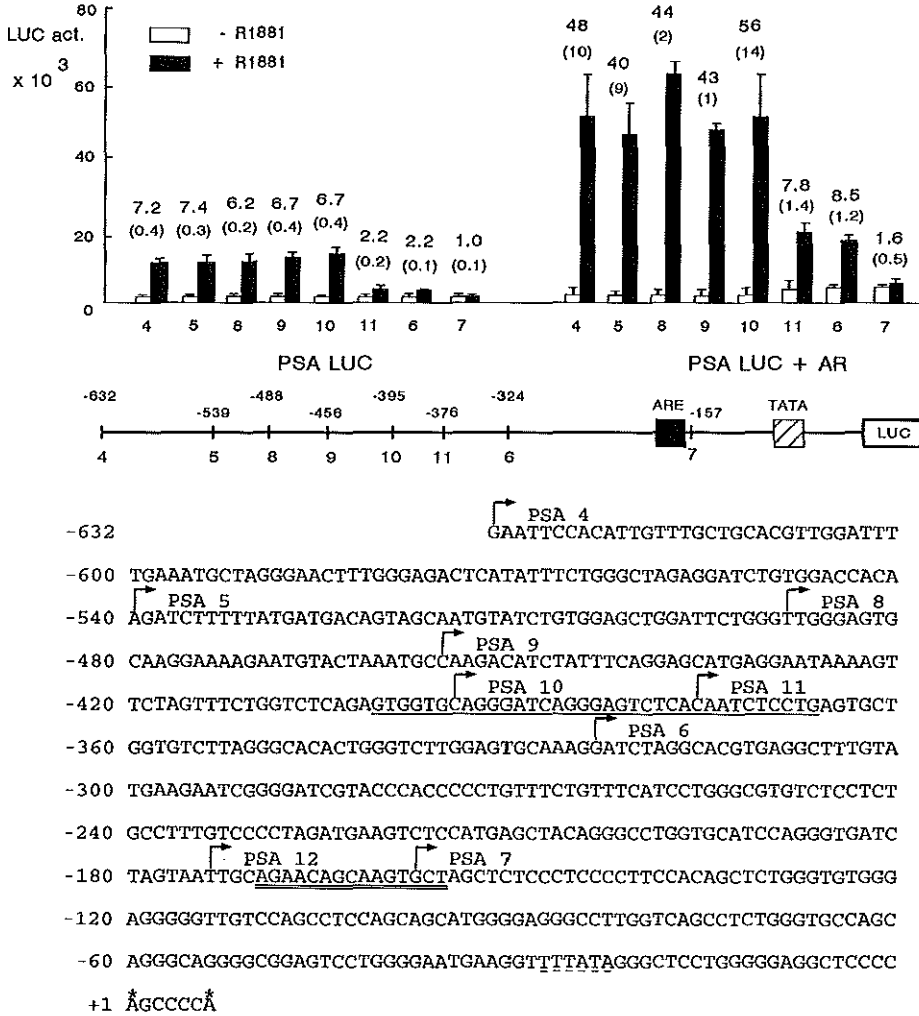 80
LUC act.
- R1881
x 10 3
+ R1881
60
40
20
0
7.2 7.4 6.2 6.7 6.7 2.2 2.2 1.0
(0.4) (0.3) (0.2) (0.4) (0.4) (0.2) (0.1) (0.1)
48 40 44 43 56 7.8 8.5 1.6
(10) (9) (2) (1) (14) (1.4) (1.2) (0.5)
4 5 8 9 10 11 6 7 4 5 8 9 10 11 6 7
PSA LUC PSA LUC + AR
-632 -488 -395 -324
-539 -456 -376 ARE -157 TATA
LUC
4 5 8 9 10 11 6 7
PSA 4
-632 GAATTCCACATTGTTTGCTGCACGTTGGATTT
-600 TGAAATGCTAGGGAACTTTGGGAGACTCATATTTCTGGGCTAGAGGATCTGTGGACCACA
PSA 5 PSA 8
-540 AGATCTTTTTATGATGACAGTAGCAATGTATCTGTGGAGCTGGATTCTGGGTTGGGAGTG
PSA 9
-480 CAAGGAAAAGAATGTACTAAATGCCAAGACATCTATTTCAGGAGCATGAGGAATAAAAGT
PSA 10 PSA 11
-420 TCTAGTTTCTGGTCTCAGAGTGGTGCAGGGATCAGGGAGTCTCACAATCTCCTGAGTGCT
PSA 6
-360 GGTGTCTTAGGGCACACTGGGTCTTGGAGTGCAAAGGATCTAGGCACGTGAGGCTTTGTA
-300 TGAAGAATCGGGGATCGTACCCACCCCCTGTTTCTGTTTCATCCTGGGCGTGTCTCCTCT
-240 GCCTTTGTCCCCTAGATGAAGTCTCCATGAGCTACAGGGCCTGGTGCATCCAGGGTGATC
PSA 12 PSA 7
-180 TAGTAATTGCAGAACAGCAAGTGCTAGCTCTCCCTCCCCTTCCACAGCTCTGGGTGTGGG
-120 AGGGGGTTGTCCAGCCTCCAGCAGCATGGGGAGGGCCTTGGTCAGCCTCTGGGTGCCAGC
-60 AGGGCAGGGGCGGAGTCCTGGGGAATGAAGGTTTTATAGGGCTCCTGGGGGAGGCTCCCC
* *
+1 AGCCCCA